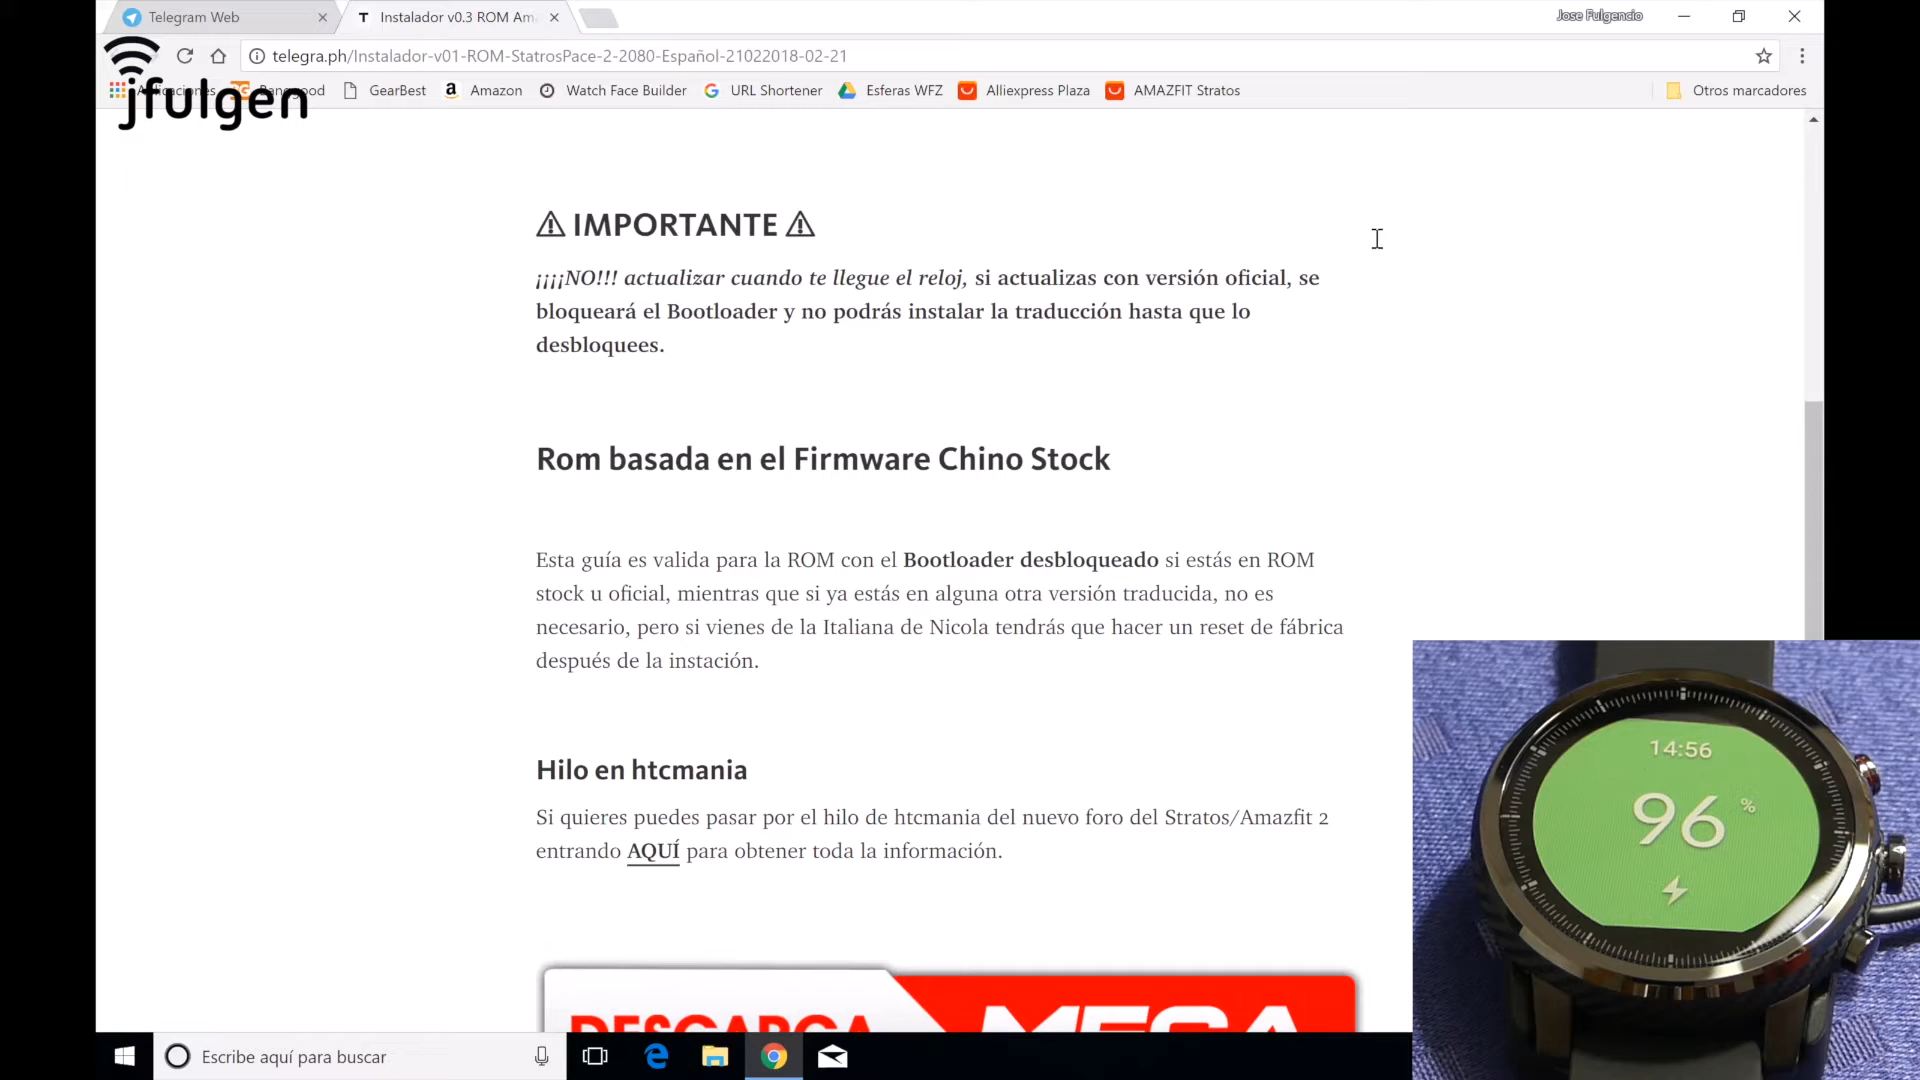 Telegram Web
Instalador v0.3 ROM Am
Jose Fulgencio
telegra.ph/Instalador-v01-ROM-StatrosPace-2-2080-Español-21022018-02-21
jfulgen
GearBest
Amazon
Watch Face Builder
URL Shortener
Esferas WFZ
Alliexpress Plaza
AMAZFIT Stratos
Otros marcadores
⚠ IMPORTANTE ⚠
¡¡¡¡NO!!! actualizar cuando te llegue el reloj, si actualizas con versión oficial, se
bloqueará el Bootloader y no podrás instalar la traducción hasta que lo
desbloquees.
Rom basada en el Firmware Chino Stock
Esta guía es valida para la ROM con el Bootloader desbloqueado si estás en ROM
stock u oficial, mientras que si ya estás en alguna otra versión traducida, no es
necesario, pero si vienes de la Italiana de Nicola tendrás que hacer un reset de fábrica
después de la instación.
Hilo en htcmania
Si quieres puedes pasar por el hilo de htcmania del nuevo foro del Stratos/Amazfit 2
entrando AQUÍ para obtener toda la información.
DESCARGA MEGA
14:56
96 %
Escribe aquí para buscar